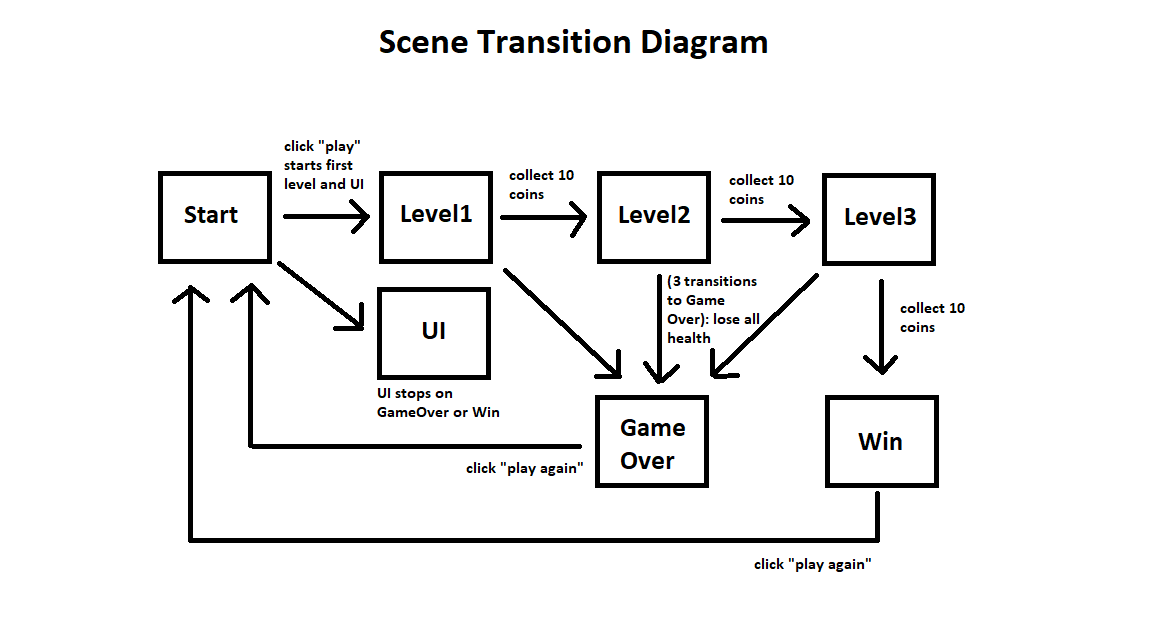 Scene Transition Diagram
click "play"
starts first
level and UI
collect 10
coins
collect 10
coins
Start
Level1
Level2
Level3
(3 transitions
to Game
Over): lose all
health
collect 10
coins
UI
UI stops on
GameOver or Win
Game
Over
Win
click "play again"
click "play again"